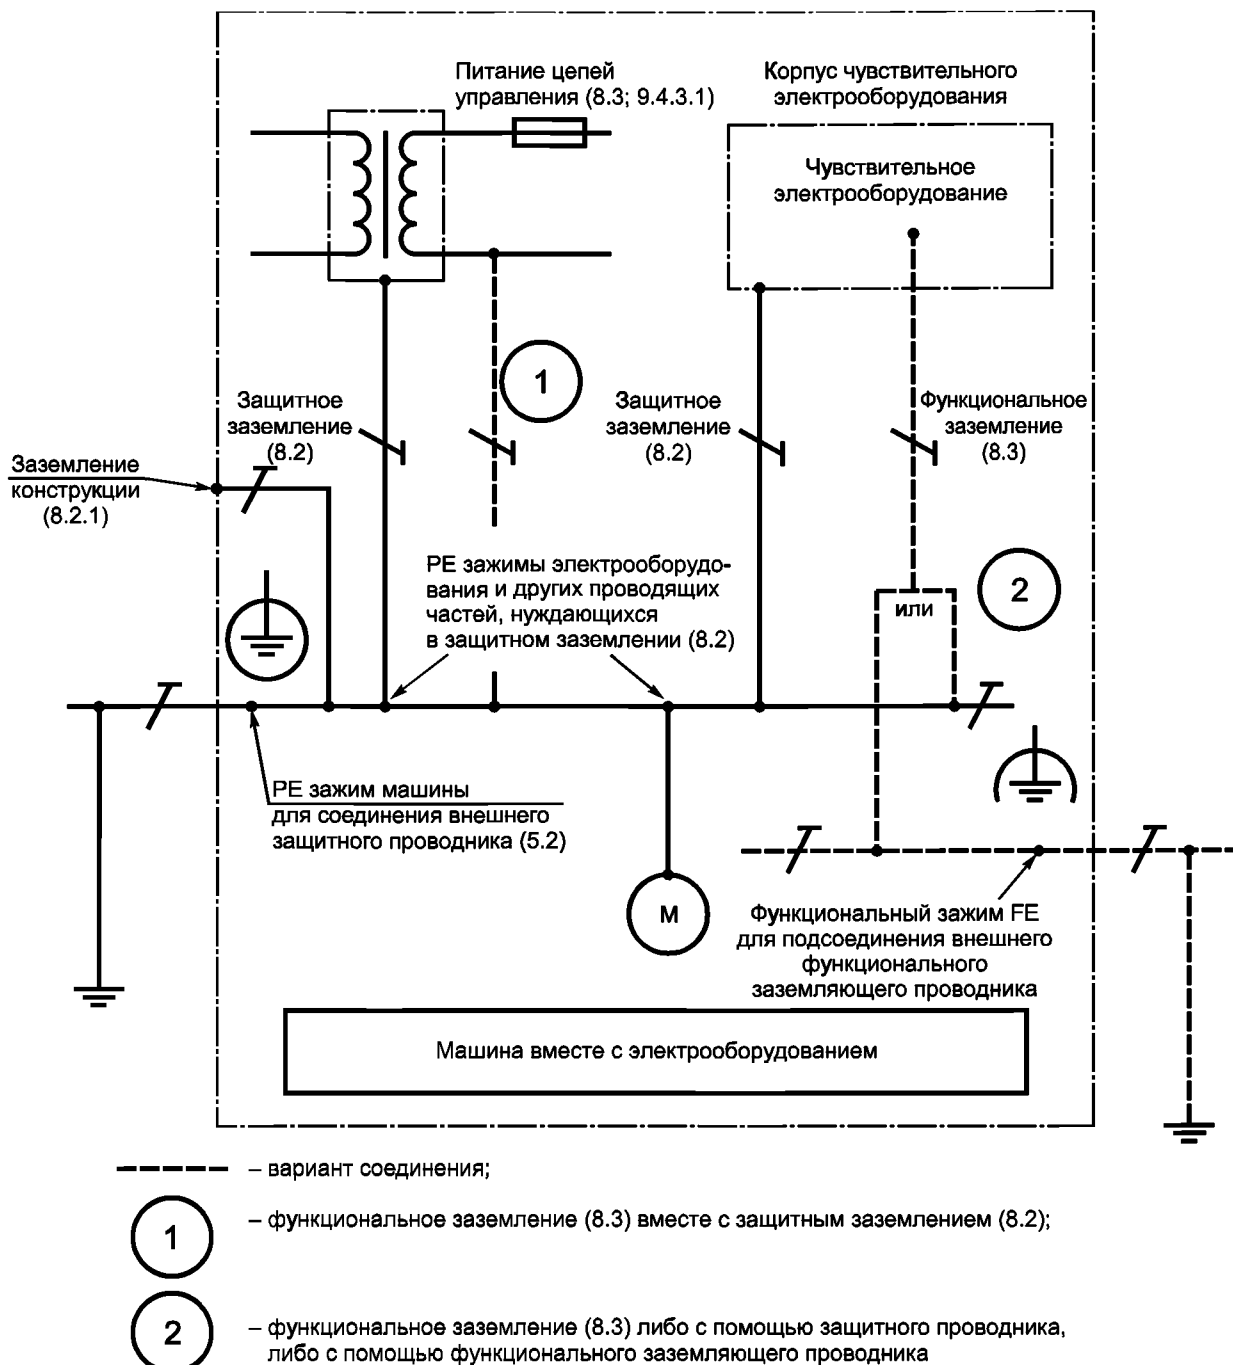 Питание цепей
управления (8.3; 9.4.3.1)
Корпус чувствительного
электрооборудования
Чувствительное
электрооборудование
1
Защитное
заземление
(8.2)
Защитное
заземление
(8.2)
Функциональное
заземление
(8.3)
Заземление
конструкции
(8.2.1)
PE зажимы электрооборудо-
вания и других проводящих
частей, нуждающихся
в защитном заземлении (8.2)
или
2
PE зажим машины
для соединения внешнего
защитного проводника (5.2)
М
Функциональный зажим FE
для подсоединения внешнего
функционального
заземляющего проводника
Машина вместе с электрооборудованием
– вариант соединения;
1
– функциональное заземление (8.3) вместе с защитным заземлением (8.2);
2
– функциональное заземление (8.3) либо с помощью защитного проводника,
либо с помощью функционального заземляющего проводника